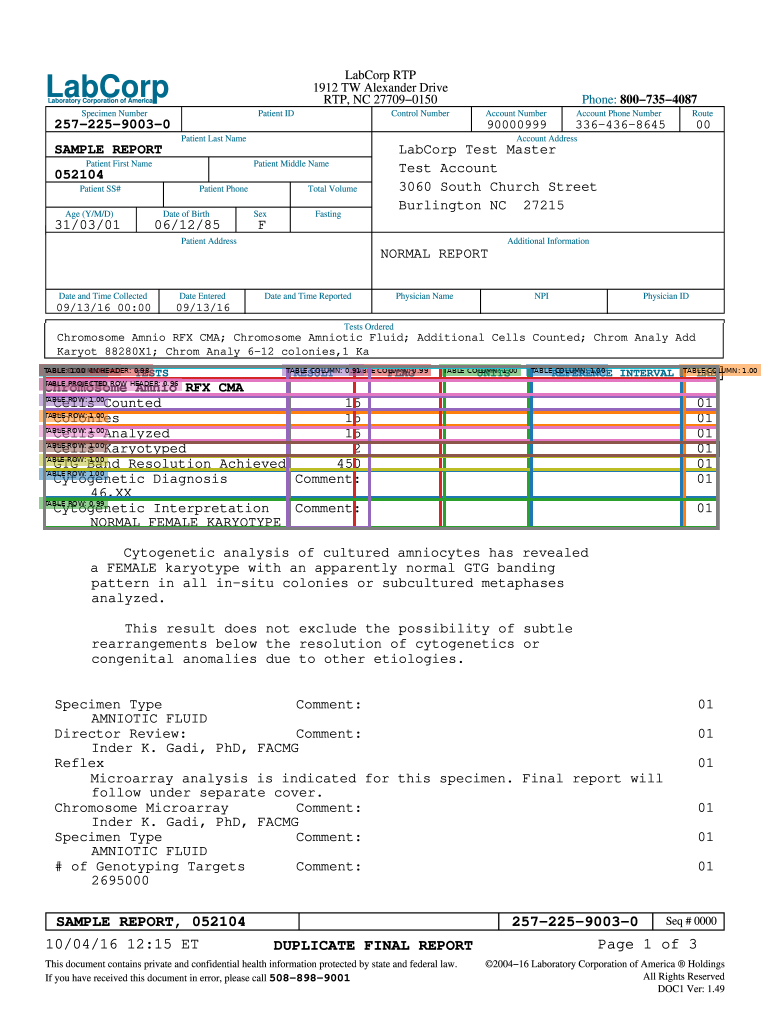 LabCorp
Laboratory Corporation of America
LabCorp RTP
1912 TW Alexander Drive
RTP, NC 27709-0150
Phone: 800-735-4087
Specimen Number
257-225-9003-0
Patient ID
Control Number
Account Number
90000999
Account Phone Number
336-436-8645
Route
00
Patient Last Name
SAMPLE REPORT
Account Address
LabCorp Test Master
Test Account
3060 South Church Street
Burlington NC 27215
Patient First Name
052104
Patient Middle Name
Patient SS#
Patient Phone
Total Volume
Age (Y/M/D)
31/03/01
Date of Birth
06/12/85
Sex
F
Fasting
Patient Address
Additional Information
NORMAL REPORT
Date and Time Collected
09/13/16 00:00
Date Entered
09/13/16
Date and Time Reported
Physician Name
NPI
Physician ID
Tests Ordered
Chromosome Amnio RFX CMA; Chromosome Amniotic Fluid; Additional Cells Counted; Chrom Analy Add
Karyot 88280X1; Chrom Analy 6-12 colonies,1 Ka
TESTS RESULT FLAG UNITS REFERENCE INTERVAL
Chromosome Amnio RFX CMA
Cells Counted 15 01
Colonies 15 01
Cells Analyzed 15 01
Cells Karyotyped 2 01
GTG Band Resolution Achieved 450 01
Cytogenetic Diagnosis Comment: 01
46,XX
Cytogenetic Interpretation Comment: 01
NORMAL FEMALE KARYOTYPE
Cytogenetic analysis of cultured amniocytes has revealed
a FEMALE karyotype with an apparently normal GTG banding
pattern in all in-situ colonies or subcultured metaphases
analyzed.
This result does not exclude the possibility of subtle
rearrangements below the resolution of cytogenetics or
congenital anomalies due to other etiologies.
Specimen Type Comment: 01
AMNIOTIC FLUID
Director Review: Comment: 01
Inder K. Gadi, PhD, FACMG
Reflex 01
Microarray analysis is indicated for this specimen. Final report will
follow under separate cover.
Chromosome Microarray Comment: 01
Inder K. Gadi, PhD, FACMG
Specimen Type Comment: 01
AMNIOTIC FLUID
# of Genotyping Targets Comment: 01
2695000
SAMPLE REPORT, 052104
257-225-9003-0
Seq # 0000
10/04/16 12:15 ET
DUPLICATE FINAL REPORT
Page 1 of 3
This document contains private and confidential health information protected by state and federal law.
If you have received this document in error, please call 508-898-9001
©2004-16 Laboratory Corporation of America ® Holdings
All Rights Reserved
DOC1 Ver: 1.49